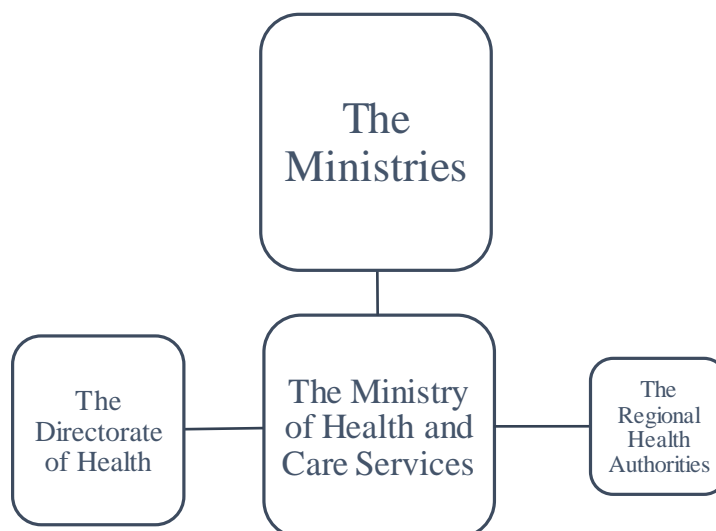 The
Ministries
The
Directorate
of Health
The Ministry
of Health and
Care Services
The
Regional
Health
Authorities